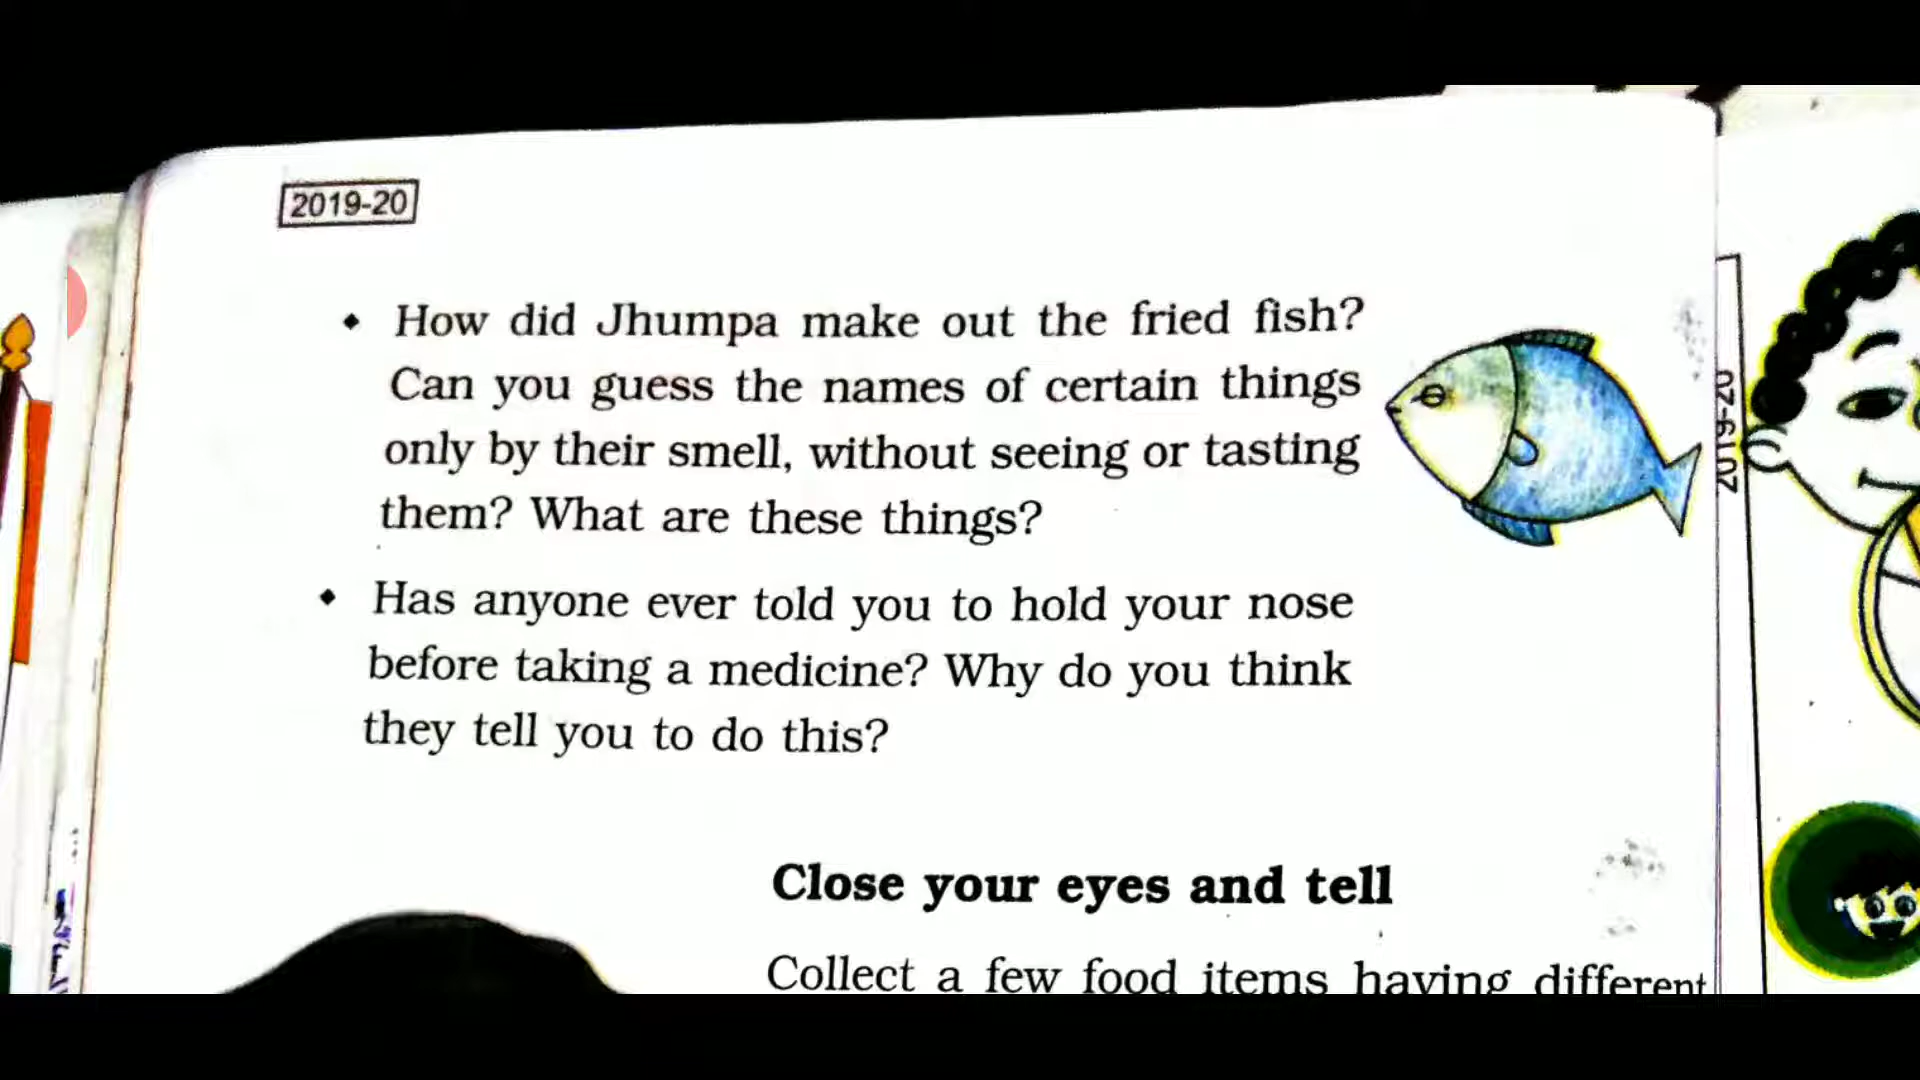 2019-20
◆ How did Jhumpa make out the fried fish?
Can you guess the names of certain things
only by their smell, without seeing or tasting
them? What are these things?
◆ Has anyone ever told you to hold your nose
before taking a medicine? Why do you think
they tell you to do this?
Close your eyes and tell
Collect a few food items having different
2019-20